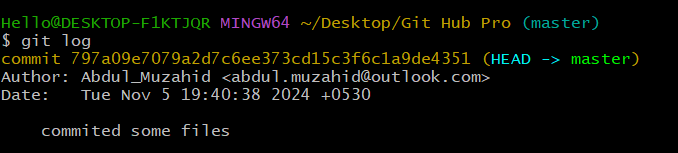 Hello@DESKTOP-F1KTJQR MINGW64 ~/Desktop/Git Hub Pro (master)
$ git log
commit 797a09e7079a2d7c6ee373cd15c3f6c1a9de4351 (HEAD -> master)
Author: Abdul_Muzahid <abdul.muzahid@outlook.com>
Date:   Tue Nov 5 19:40:38 2024 +0530
    commited some files